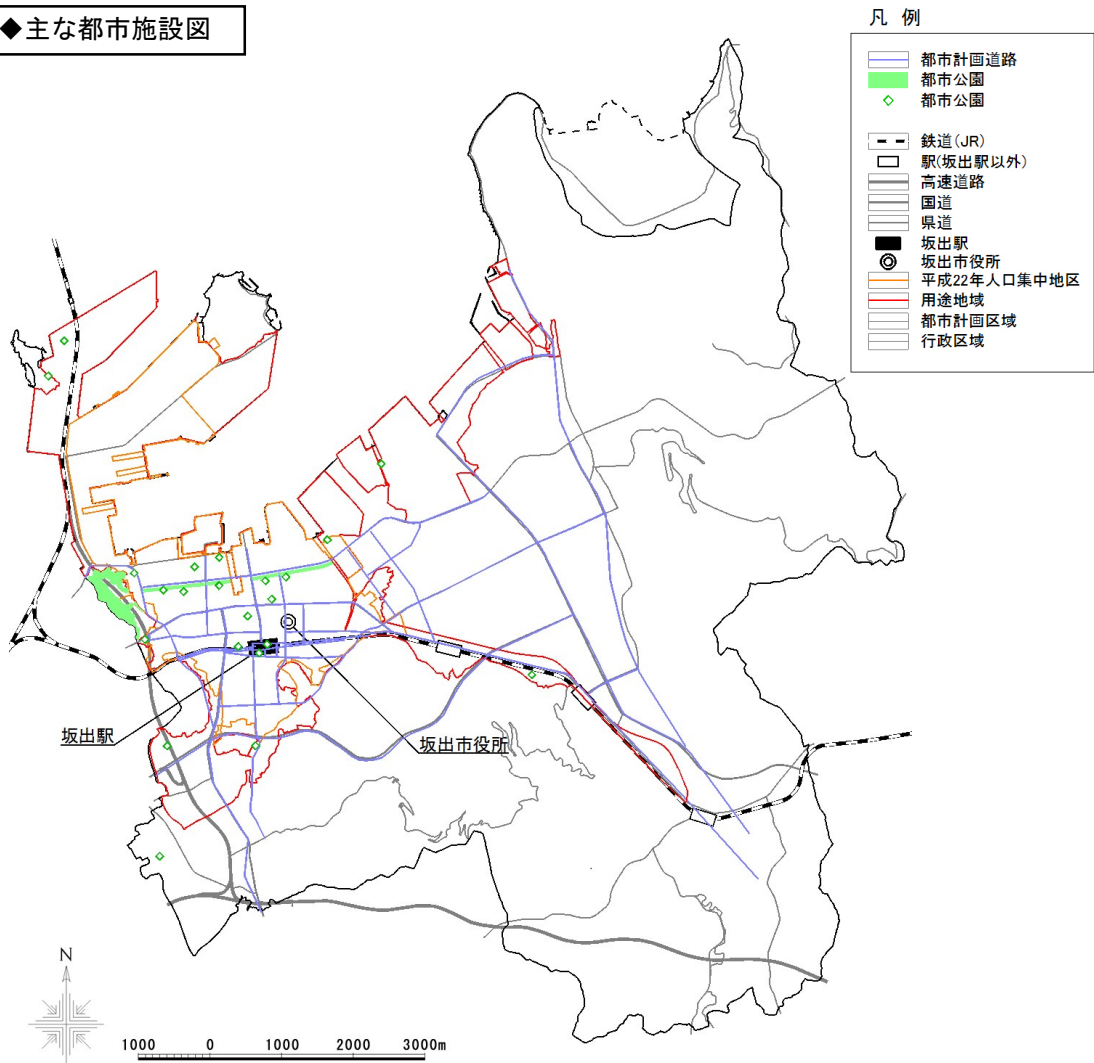 ◆主な都市施設図
凡 例
都市計画道路
都市公園
都市公園
鉄道(JR)
駅(坂出駅以外)
高速道路
国道
県道
坂出駅
坂出市役所
平成22年人口集中地区
用途地域
都市計画区域
行政区域
坂出駅
坂出市役所
N
1000 0 1000 2000 3000m